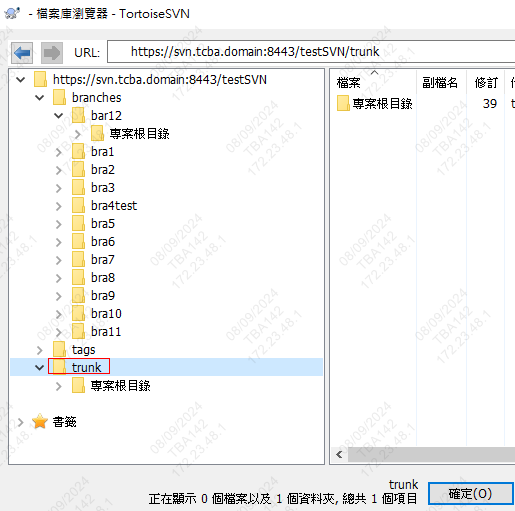 - 檔案庫瀏覽器 - TortoiseSVN
URL: https://svn.tcba.domain:8443/testSVN/trunk
https://svn.tcba.domain:8443/testSVN
branches
bar12
專案根目錄
bra1
bra2
bra3
bra4test
bra5
bra6
bra7
bra8
bra9
bra10
bra11
tags
trunk
專案根目錄
書籤
檔案 副檔名 修訂
專案根目錄 39
trunk
正在顯示 0 個檔案以及 1 個資料夾, 總共 1 個項目
確定(O)
08/09/2024
TBA142
172.23.48.1